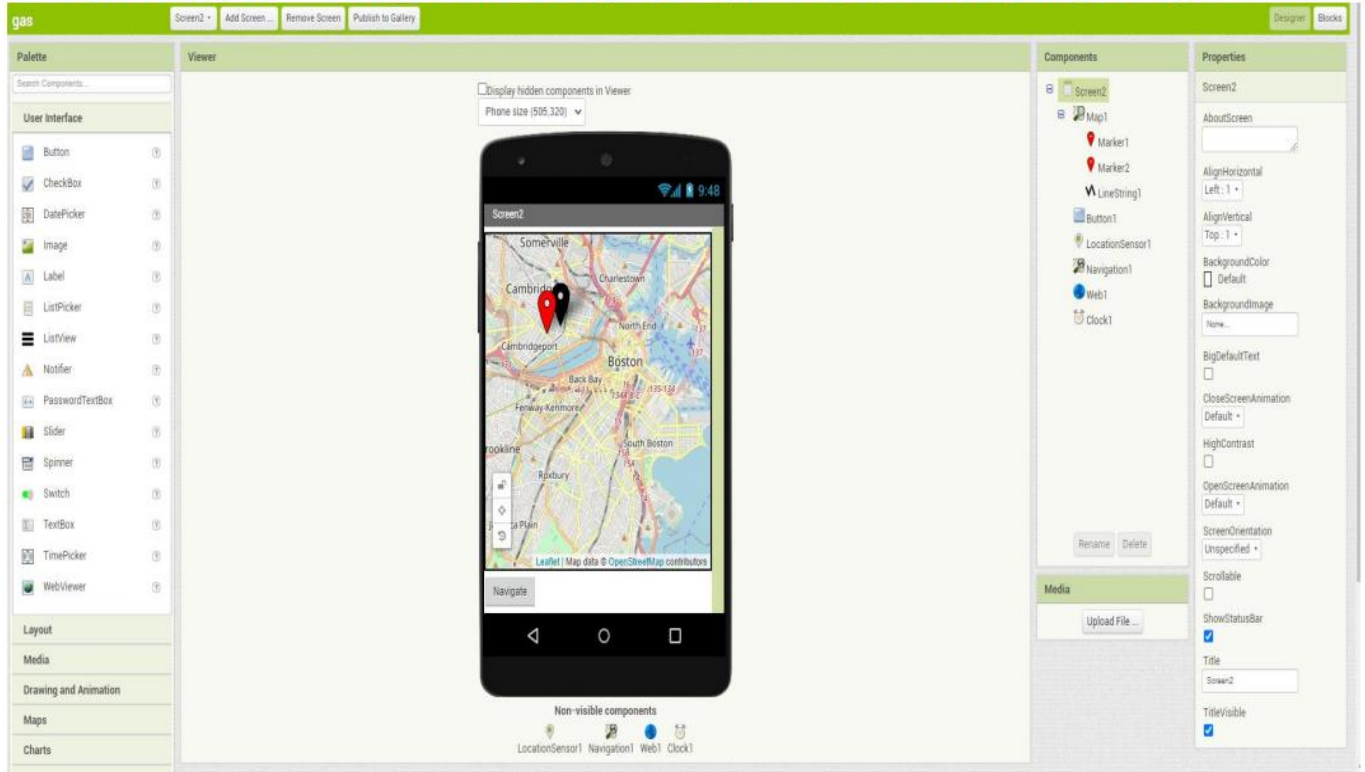 gas
Screen2
Add Screen ...
Remove Screen
Publish to Gallery
Designer
Blocks
Palette
Search Components...
User Interface
Button
CheckBox
DatePicker
Image
Label
ListPicker
ListView
Notifier
PasswordTextBox
Slider
Spinner
Switch
TextBox
TimePicker
WebViewer
Layout
Media
Drawing and Animation
Maps
Charts
Viewer
Display hidden components in Viewer
Phone size (505,320)
9:48
Screen2
Somerville
Charlestown
Cambridg
North End
Cambridgeport
Boston
Back Bay
Fenway-Kenmore
South Boston
rookline
Roxbury
Plain
Leaflet | Map data © OpenStreetMap contributors
Navigate
Non-visible components
LocationSensor1 Navigation1 Web1 Clock1
Components
Screen2
Map1
Marker1
Marker2
LineString1
Button1
LocationSensor1
Navigation1
Web1
Clock1
Rename
Delete
Media
Upload File ...
Properties
Screen2
AboutScreen
AlignHorizontal
Left : 1
AlignVertical
Top : 1
BackgroundColor
Default
BackgroundImage
None...
BigDefaultText
CloseScreenAnimation
Default
HighContrast
OpenScreenAnimation
Default
ScreenOrientation
Unspecified
Scrollable
ShowStatusBar
Title
Screen2
TitleVisible